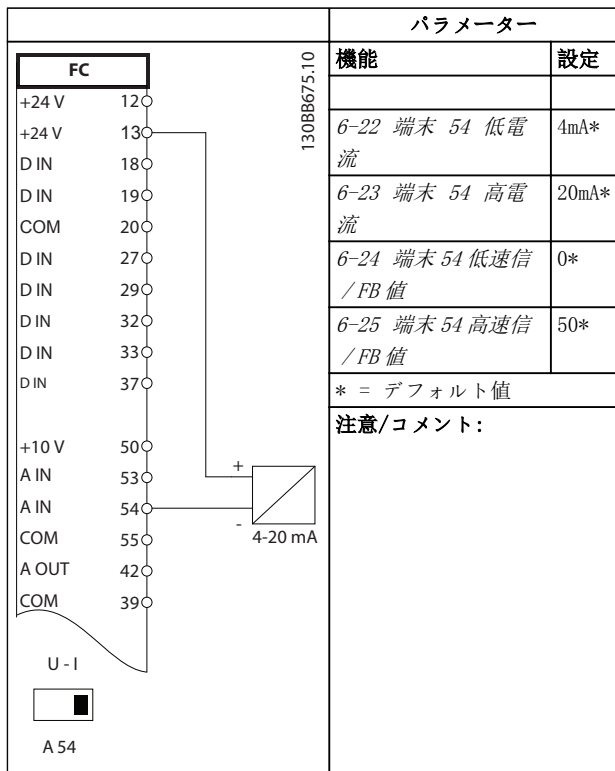 パラメーター
FC
130BB675.10
機能 設定
+24 V 12
+24 V 13
D IN 18
D IN 19
COM 20
D IN 27
D IN 29
D IN 32
D IN 33
D IN 37
+10 V 50
A IN 53
A IN 54
COM 55
A OUT 42
COM 39
+
-
4-20 mA
U - I
A 54
6-22 端末 54 低電 4mA*
流
6-23 端末 54 高電 20mA*
流
6-24 端末 54 低速信 0*
/FB 値
6-25 端末 54 高速信 50*
/FB 値
* = デフォルト値
注意/コメント: